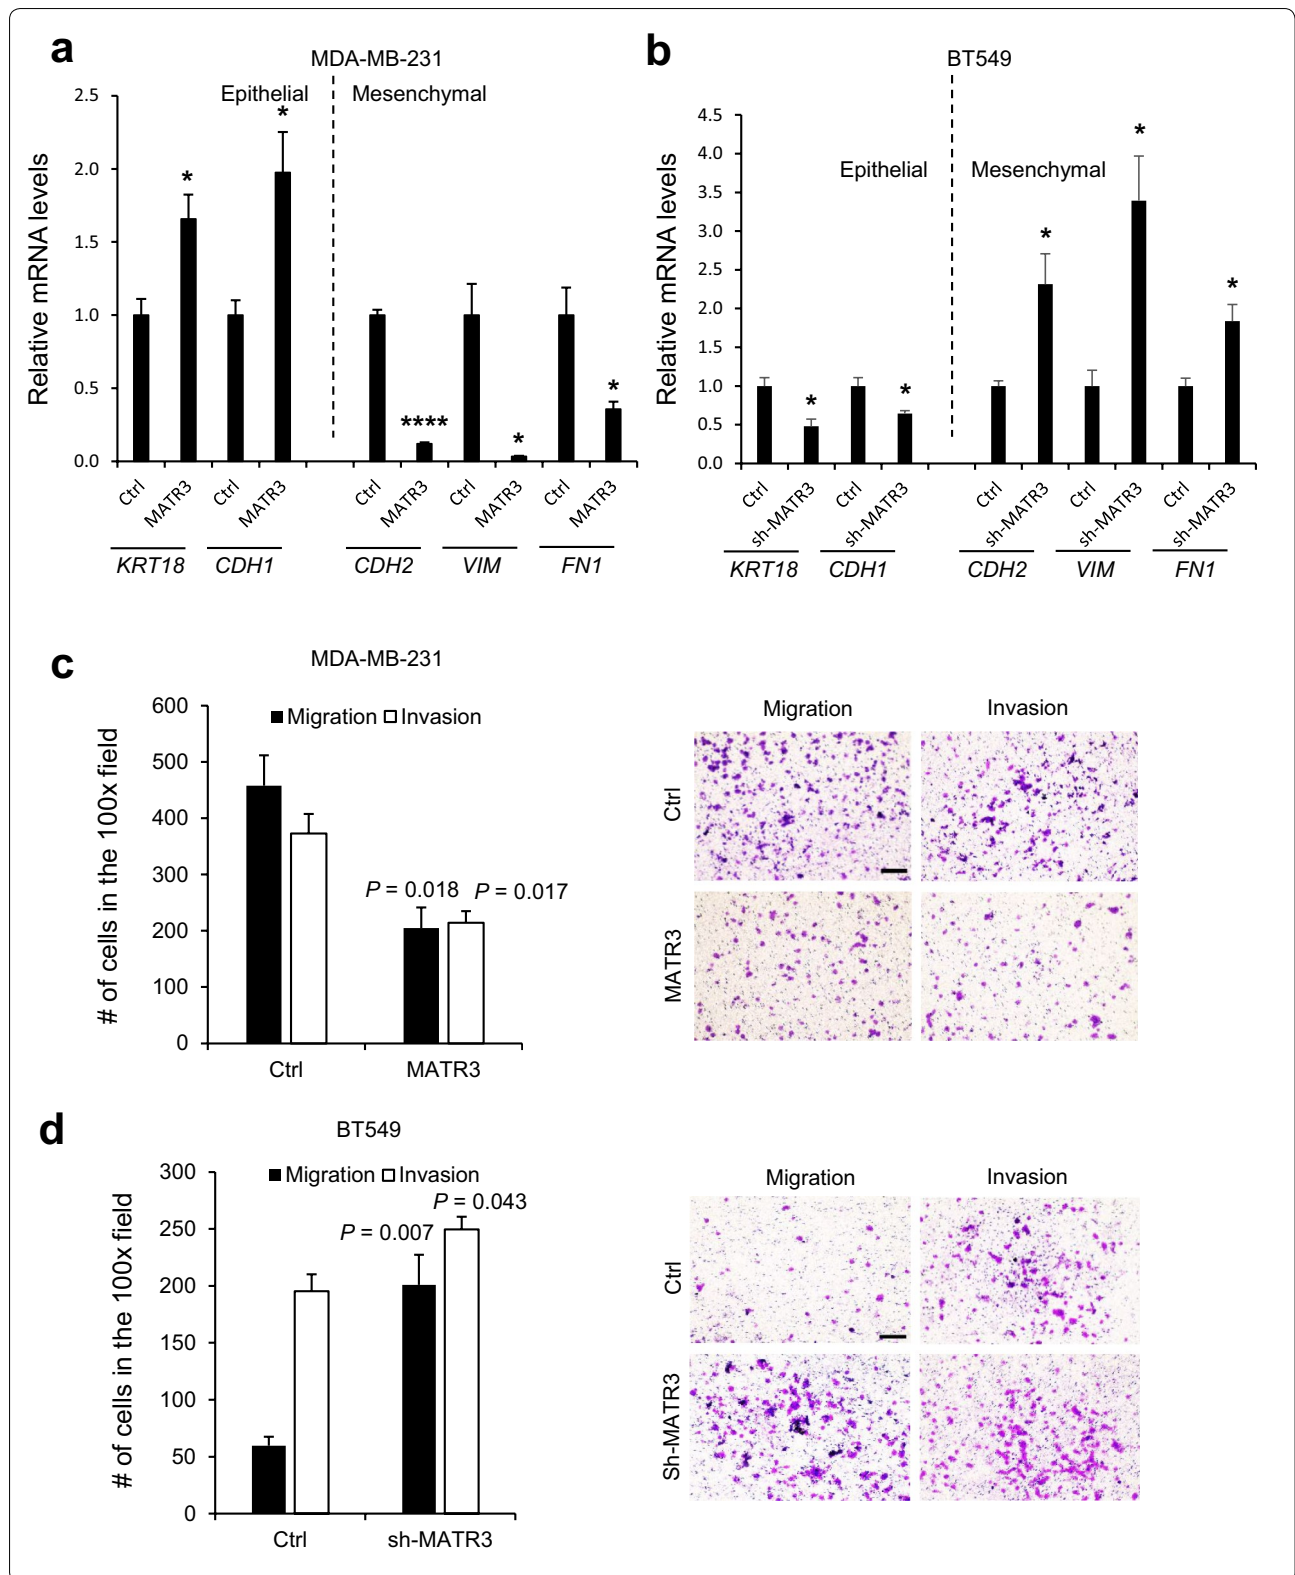 a
MDA-MB-231
Epithelial
Mesenchymal
Relative mRNA levels
2.5
2.0
1.5
1.0
0.5
0.0
*
*
****
*
*
Ctrl
MATR3
Ctrl
MATR3
Ctrl
MATR3
Ctrl
MATR3
Ctrl
MATR3
KRT18
CDH1
CDH2
VIM
FN1
b
BT549
Epithelial
Mesenchymal
Relative mRNA levels
4.5
4.0
3.5
3.0
2.5
2.0
1.5
1.0
0.5
0.0
*
*
*
*
*
Ctrl
sh-MATR3
Ctrl
sh-MATR3
Ctrl
sh-MATR3
Ctrl
sh-MATR3
Ctrl
sh-MATR3
KRT18
CDH1
CDH2
VIM
FN1
c
MDA-MB-231
Migration
Invasion
# of cells in the 100x field
600
500
400
300
200
100
0
P = 0.018
P = 0.017
Ctrl
MATR3
Migration
Invasion
Ctrl
MATR3
d
BT549
Migration
Invasion
# of cells in the 100x field
300
250
200
150
100
50
0
P = 0.007
P = 0.043
Ctrl
sh-MATR3
Migration
Invasion
Ctrl
Sh-MATR3